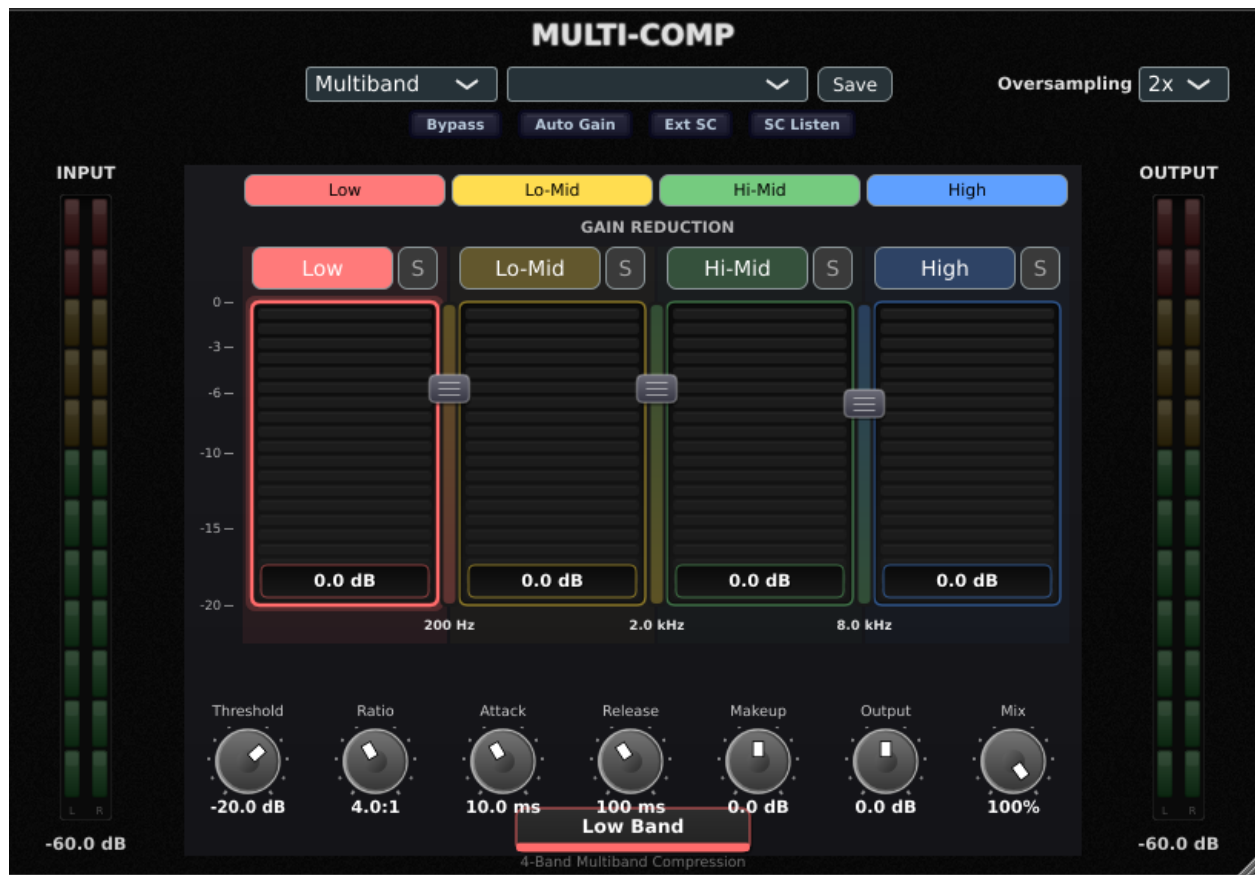 MULTI-COMP
Multiband Save Oversampling 2x
Bypass Auto Gain Ext SC SC Listen
INPUT OUTPUT
Low Lo-Mid Hi-Mid High
GAIN REDUCTION
Low S Lo-Mid S Hi-Mid S High S
0
-3
-6
-10
-15
0.0 dB 0.0 dB 0.0 dB 0.0 dB
-20
200 Hz 2.0 kHz 8.0 kHz
Threshold Ratio Attack Release Makeup Output Mix
-20.0 dB 4.0:1 10.0 ms 100 ms 0.0 dB 0.0 dB 100%
L R L R
Low Band
-60.0 dB -60.0 dB
4-Band Multiband Compression